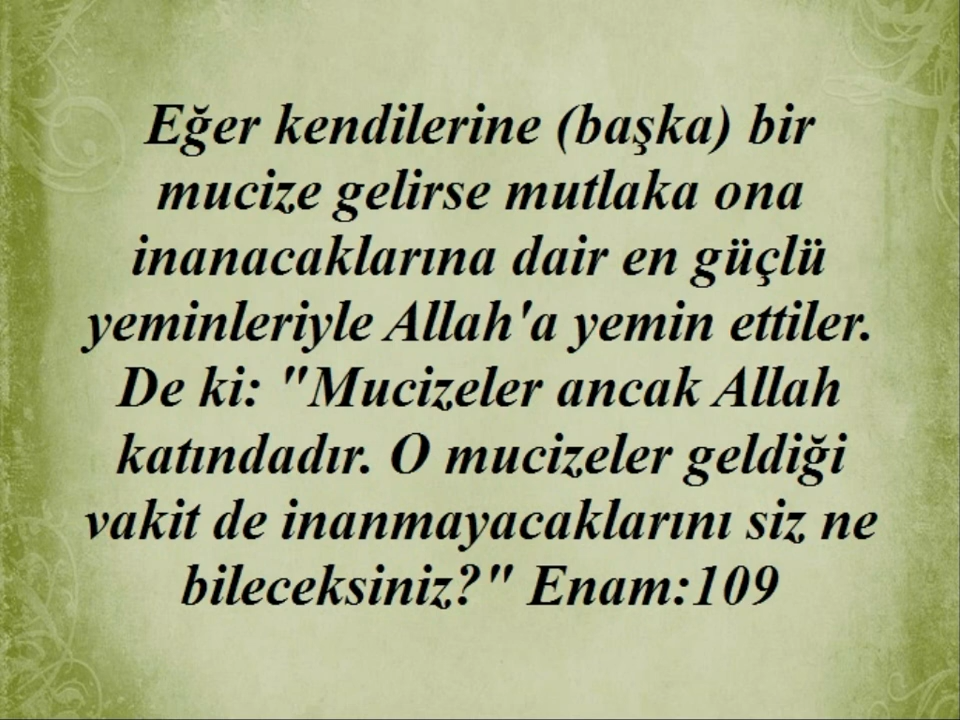 Eğer kendilerine (başka) bir
mucize gelirse mutlaka ona
inanacaklarına dair en güçlü
yeminleriyle Allah'a yemin ettiler.
De ki: "Mucizeler ancak Allah
katındadır. O mucizeler geldiği
vakit de inanmayacaklarını siz ne
bileceksiniz?" Enam:109